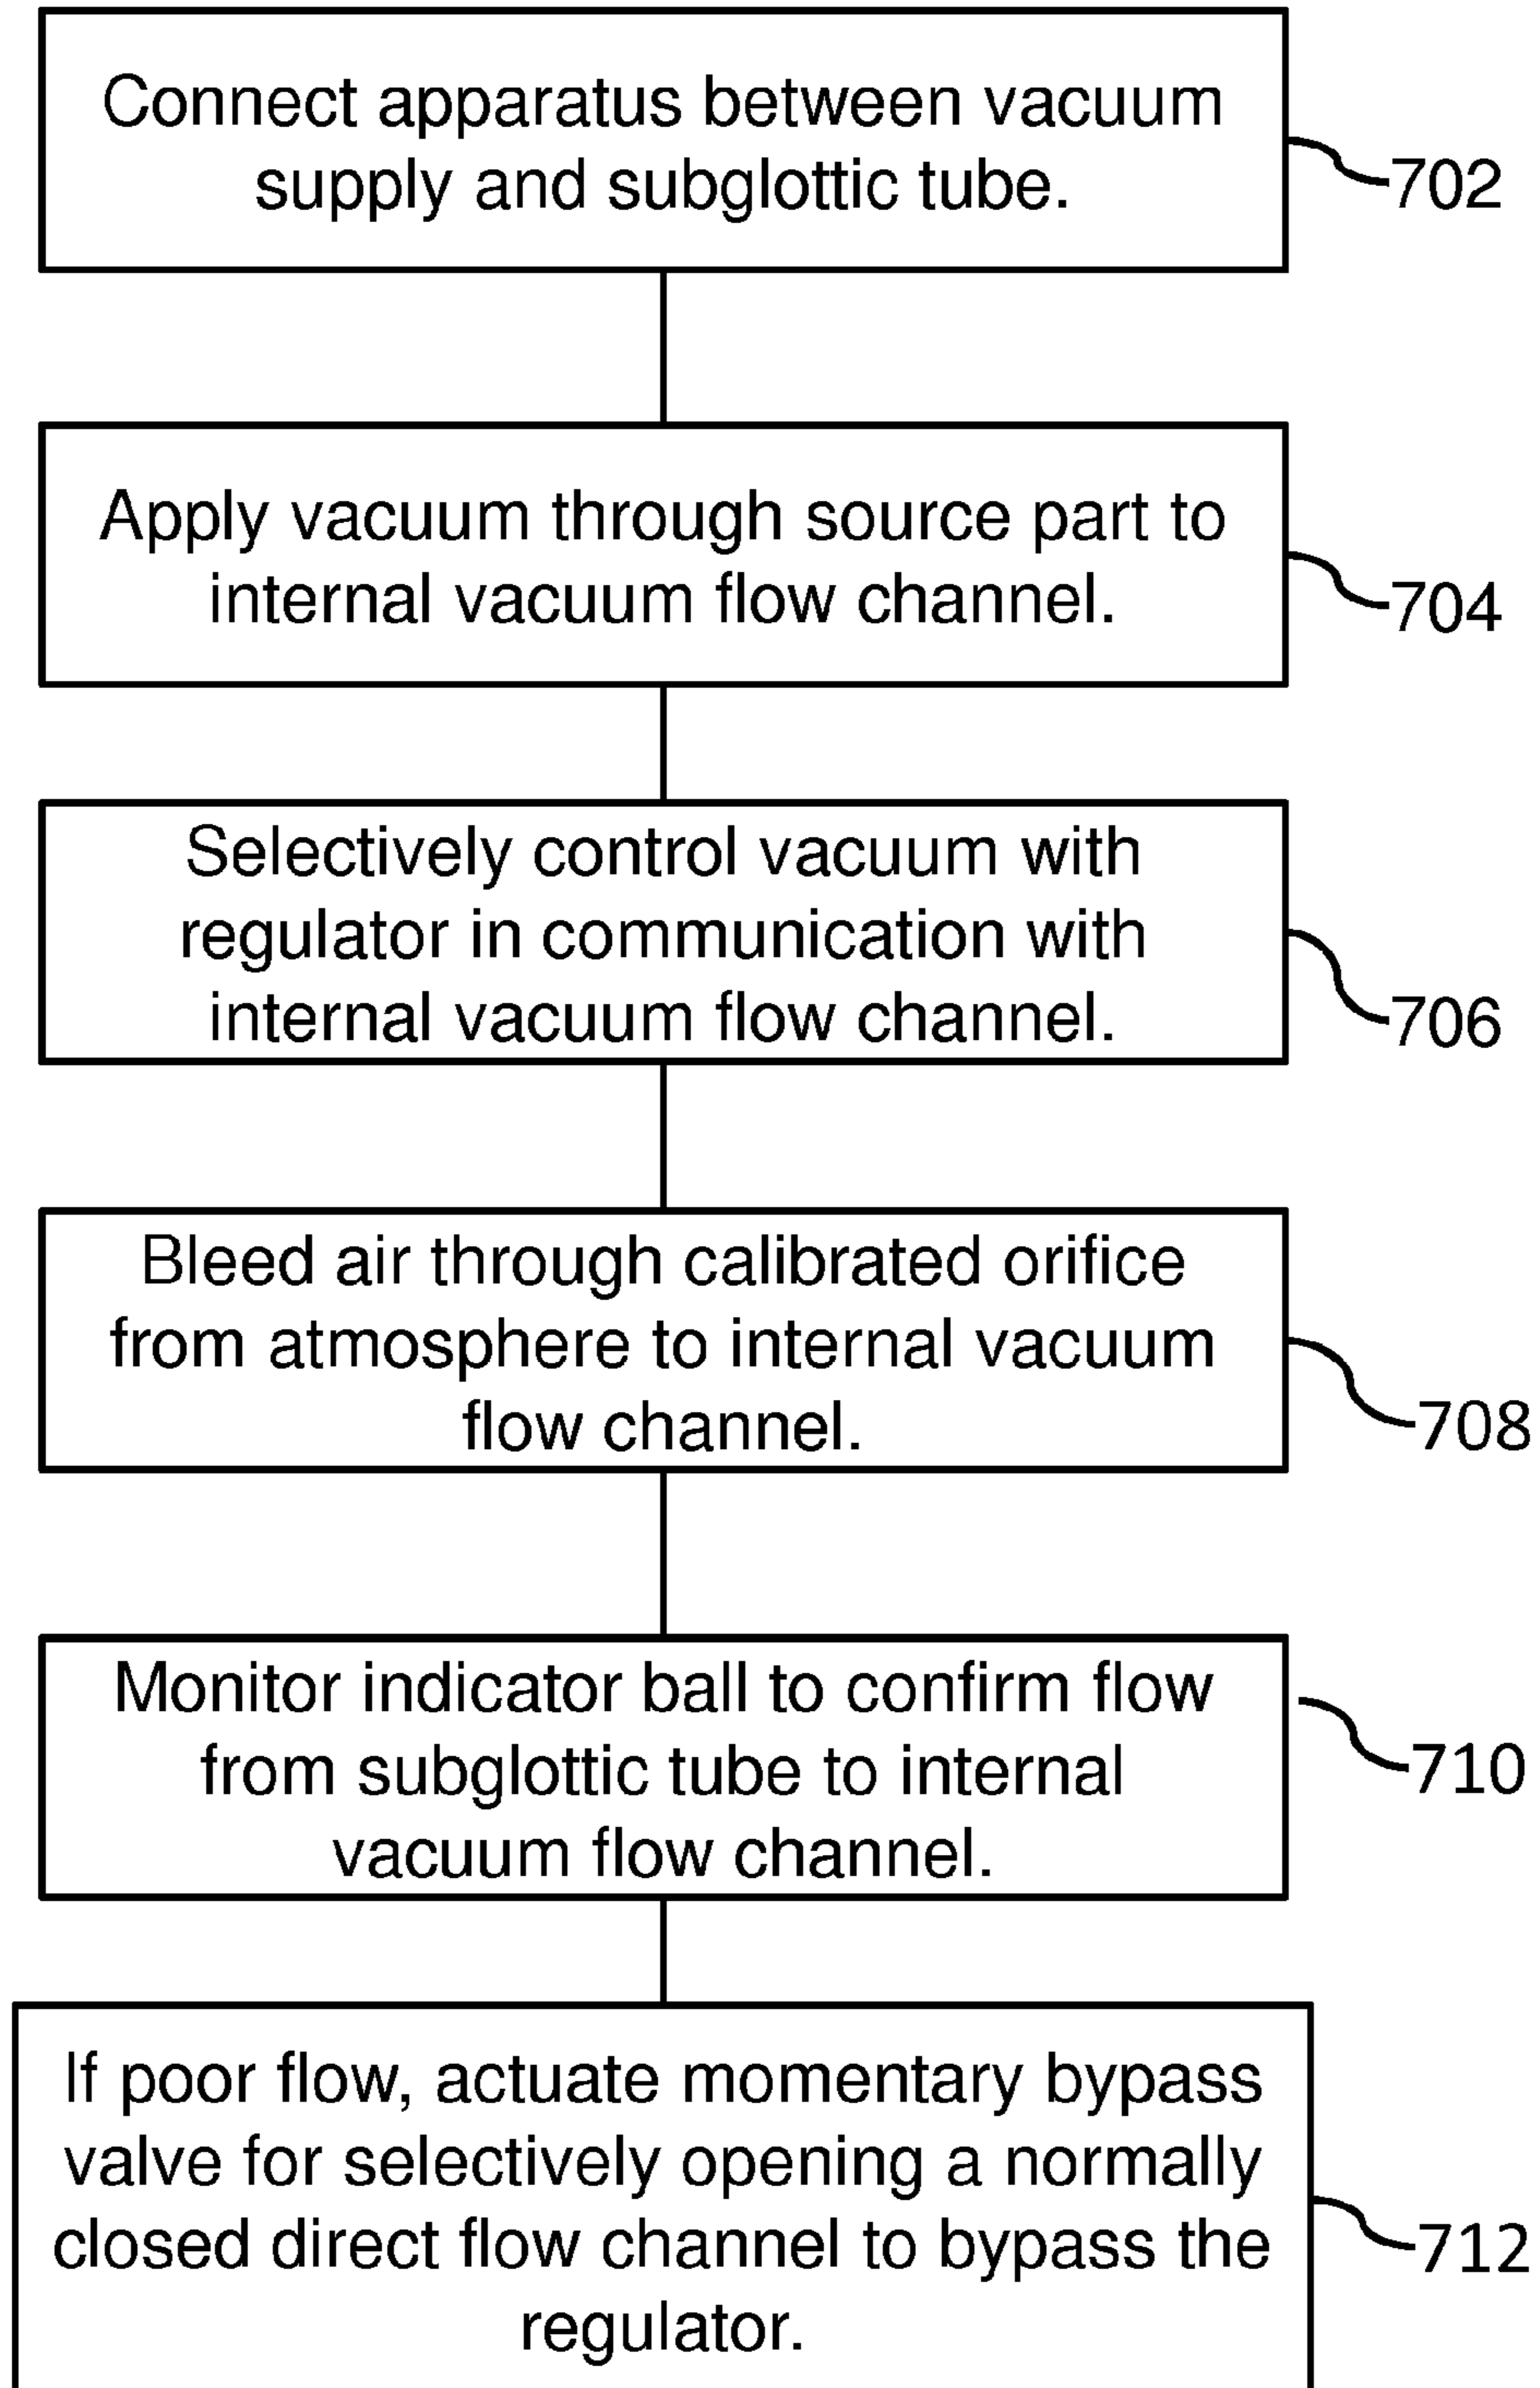 Connect apparatus between vacuum
supply and subglottic tube.
702
Apply vacuum through source part to
internal vacuum flow channel.
704
Selectively control vacuum with
regulator in communication with
internal vacuum flow channel.
706
Bleed air through calibrated orifice
from atmosphere to internal vacuum
flow channel.
708
Monitor indicator ball to confirm flow
from subglottic tube to internal
vacuum flow channel.
710
If poor flow, actuate momentary bypass
valve for selectively opening a normally
closed direct flow channel to bypass the
regulator.
712